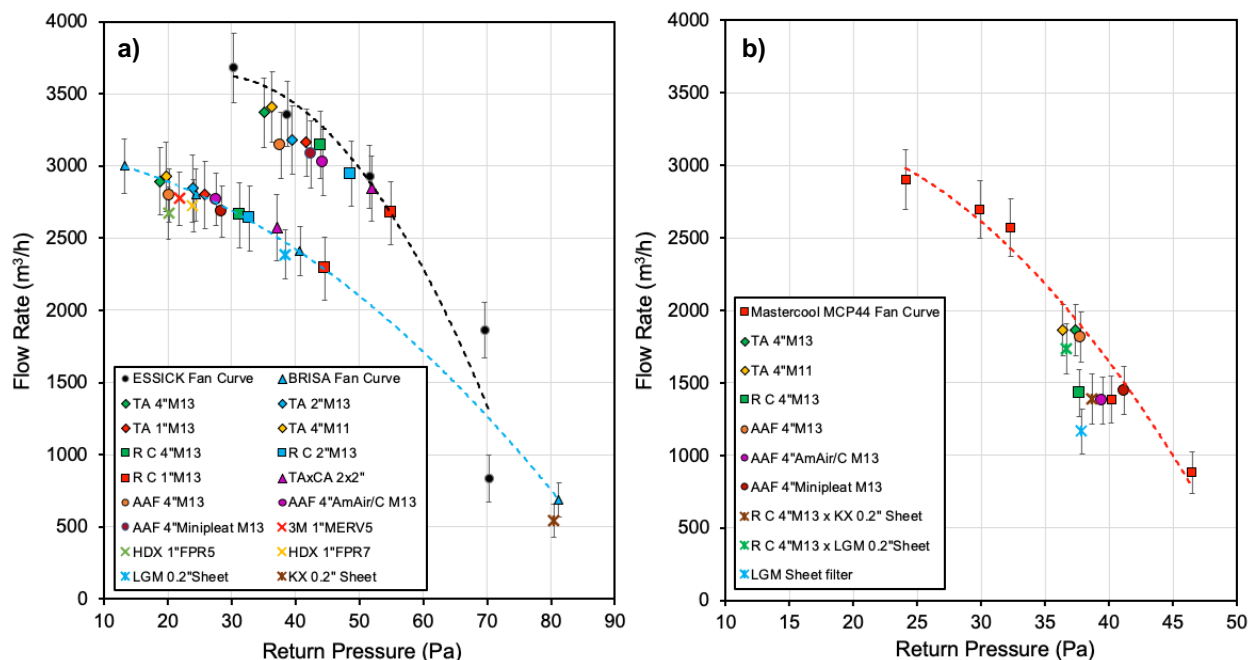 a)
4000
3500
3000
2500
2000
1500
1000
500
0
Flow Rate (m³/h)
ESSICK Fan Curve
BRISA Fan Curve
TA 4"M13
TA 2"M13
TA 1"M13
TA 4"M11
R C 4"M13
R C 2"M13
R C 1"M13
TAxCA 2x2"
AAF 4"M13
AAF 4"AmAir/C M13
AAF 4"Minipleat M13
3M 1"MERV5
HDX 1"FPR5
HDX 1"FPR7
LGM 0.2"Sheet
KX 0.2" Sheet
10 20 30 40 50 60 70 80 90
Return Pressure (Pa)
b)
4000
3500
3000
2500
2000
1500
1000
500
0
Flow Rate (m³/h)
Mastercool MCP44 Fan Curve
TA 4"M13
TA 4"M11
R C 4"M13
AAF 4"M13
AAF 4"AmAir/C M13
AAF 4"Minipleat M13
R C 4"M13 x KX 0.2" Sheet
R C 4"M13 x LGM 0.2"Sheet
LGM Sheet filter
15 20 25 30 35 40 45 50
Return Pressure (Pa)